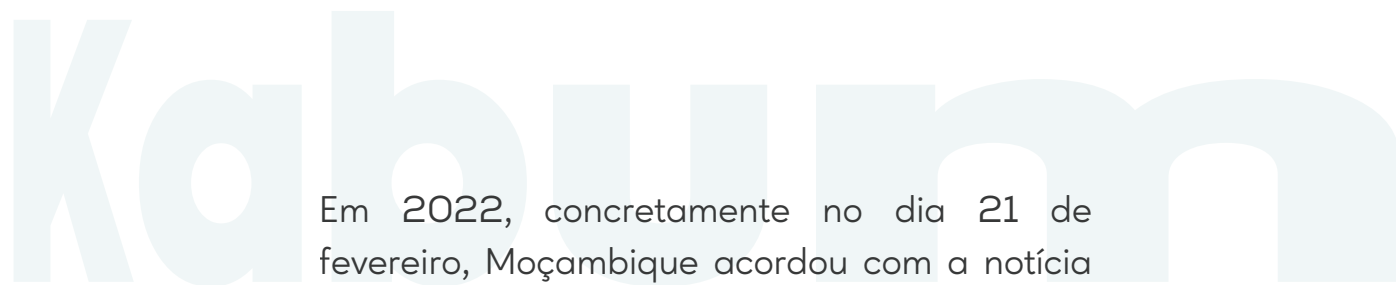 Kabum
Em 2022, concretamente no dia 21 de
fevereiro, Moçambique acordou com a notícia